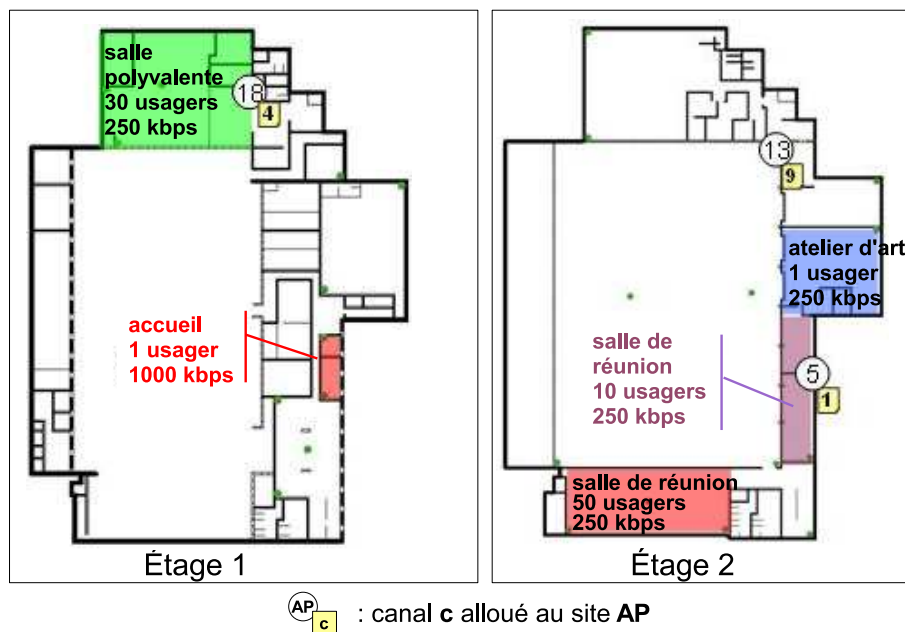 salle
polyvalente
30 usagers
250 kbps
18
4
accueil
1 usager
1000 kbps
Étage 1
13
9
atelier d'art
1 usager
250 kbps
salle de
réunion
10 usagers
250 kbps
5
1
salle de réunion
50 usagers
250 kbps
Étage 2
AP
c
: canal c alloué au site AP